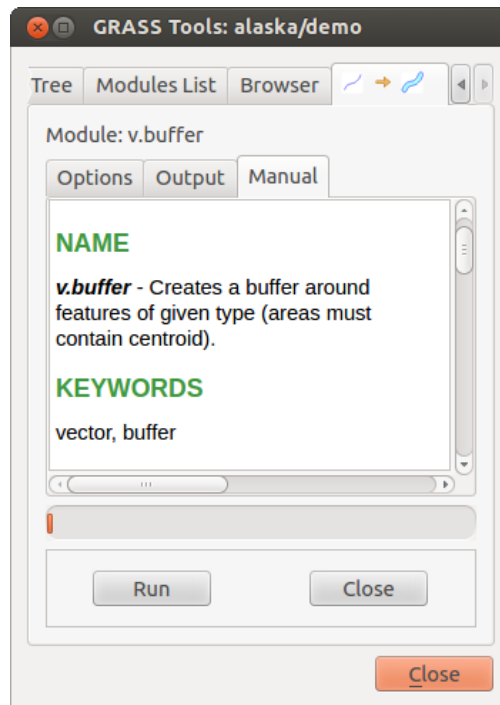 GRASS Tools: alaska/demo
Tree Modules List Browser
Module: v.buffer
Options Output Manual
NAME
v.buffer - Creates a buffer around
features of given type (areas must
contain centroid).
KEYWORDS
vector, buffer
Run Close
Close